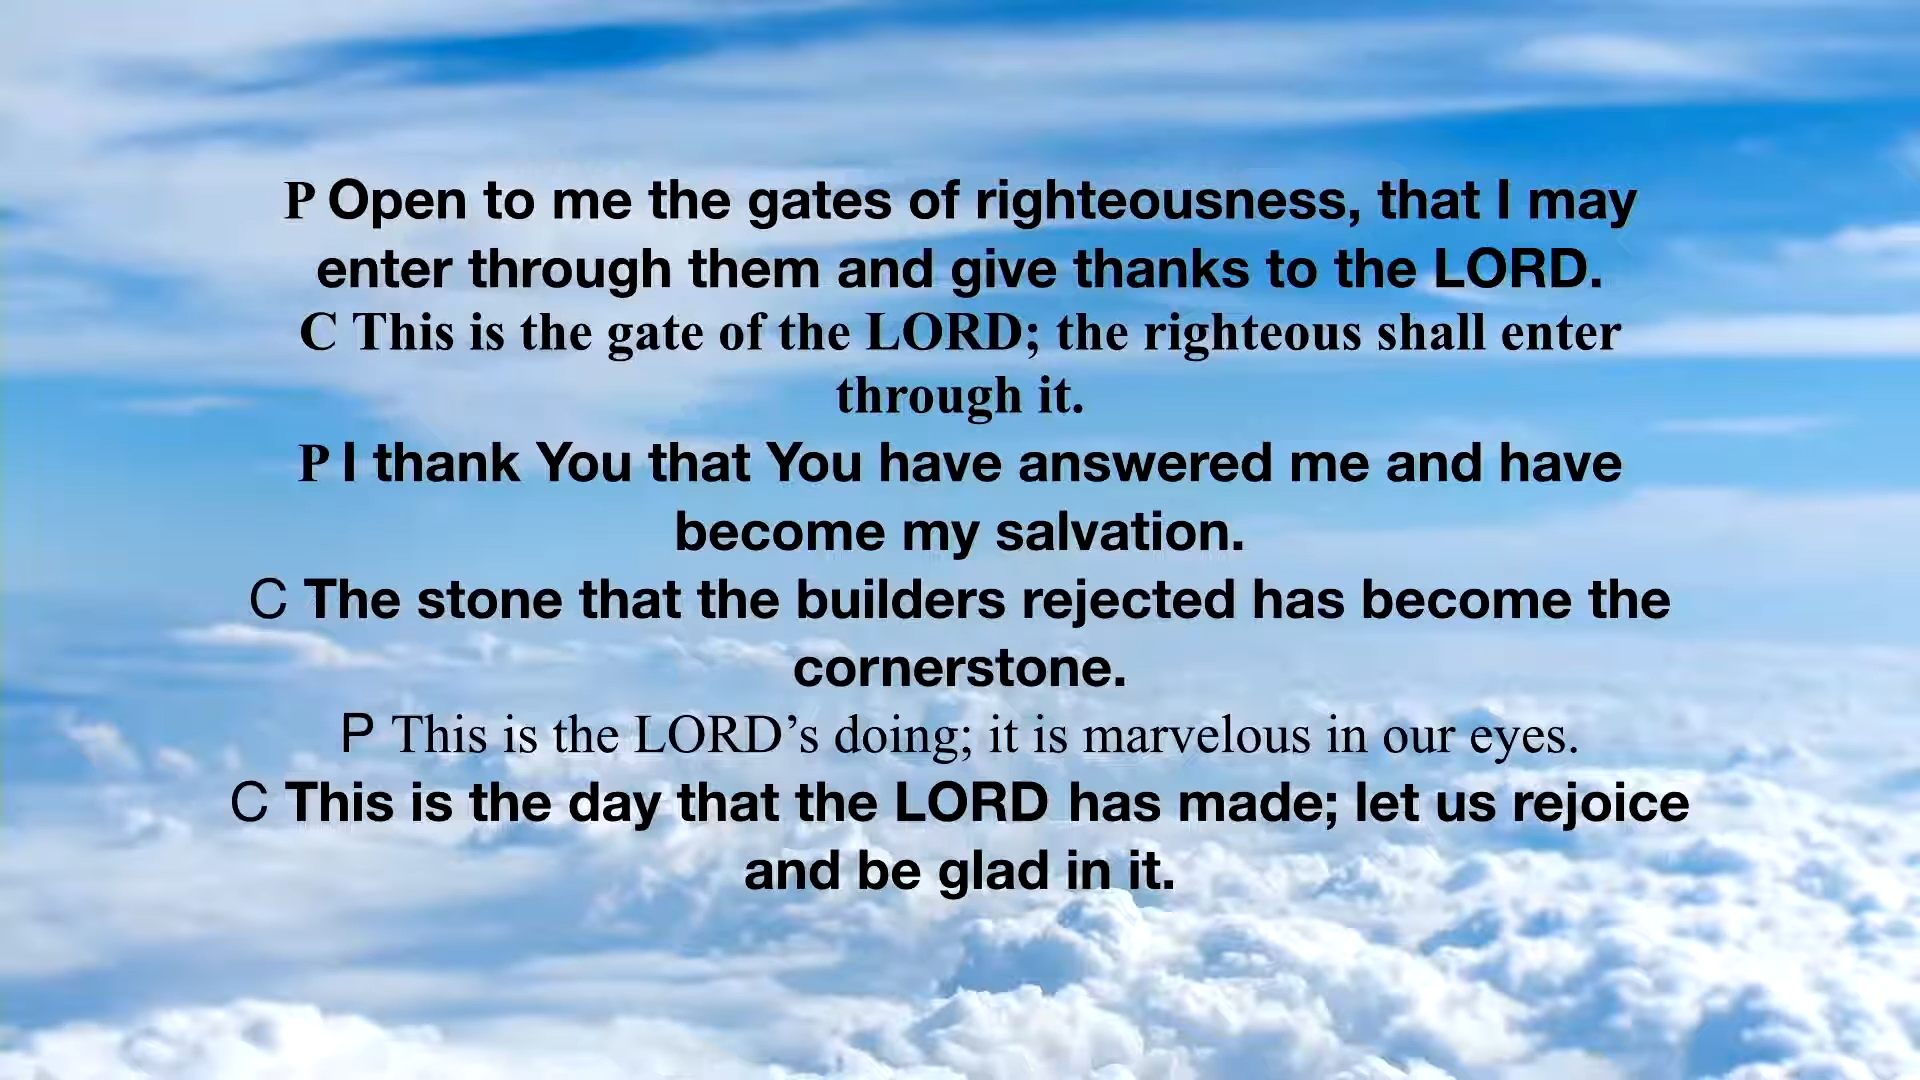 P Open to me the gates of righteousness, that I may
enter through them and give thanks to the LORD.
C This is the gate of the LORD; the righteous shall enter
through it.
P I thank You that You have answered me and have
become my salvation.
C The stone that the builders rejected has become the
cornerstone.
P This is the LORD’s doing; it is marvelous in our eyes.
C This is the day that the LORD has made; let us rejoice
and be glad in it.